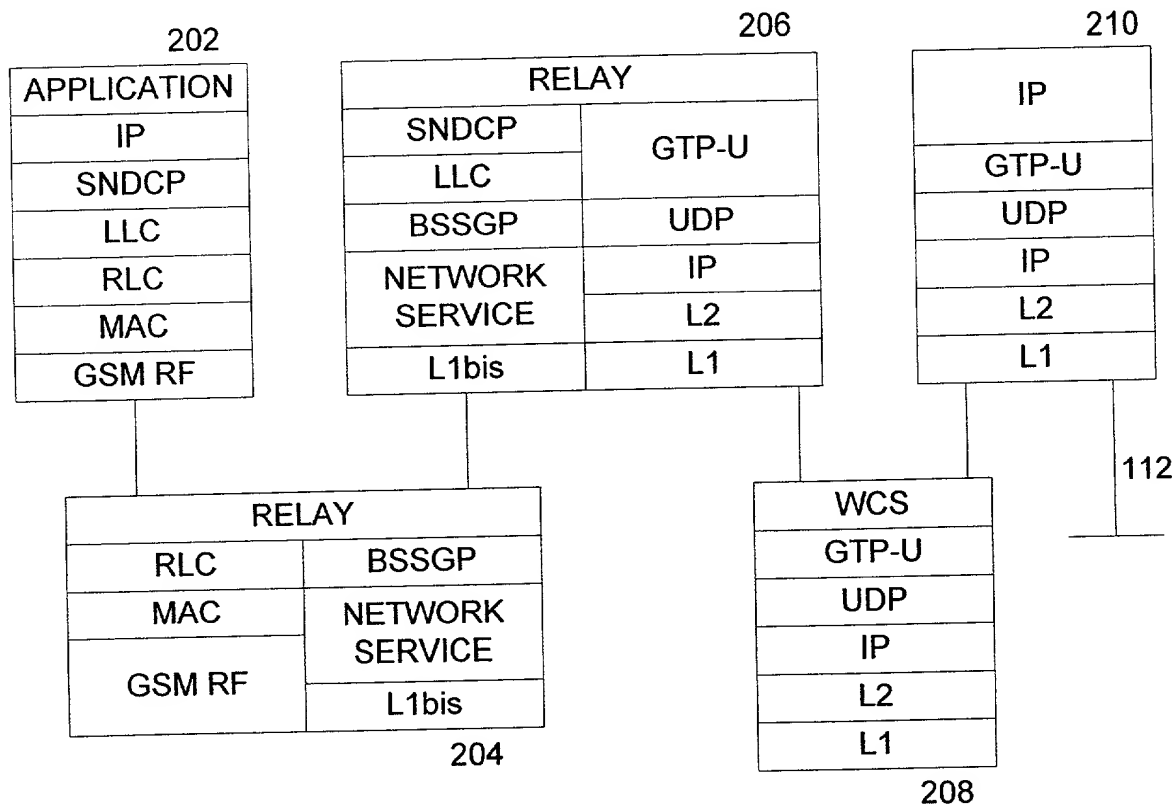 202
APPLICATION
IP
SNDCP
LLC
RLC
MAC
GSM RF
206
RELAY
SNDCP
LLC
BSSGP
NETWORK
SERVICE
L1bis
GTP-U
UDP
IP
L2
L1
210
IP
GTP-U
UDP
IP
L2
L1
112
RELAY
RLC
MAC
GSM RF
BSSGP
NETWORK
SERVICE
L1bis
204
WCS
GTP-U
UDP
IP
L2
L1
208